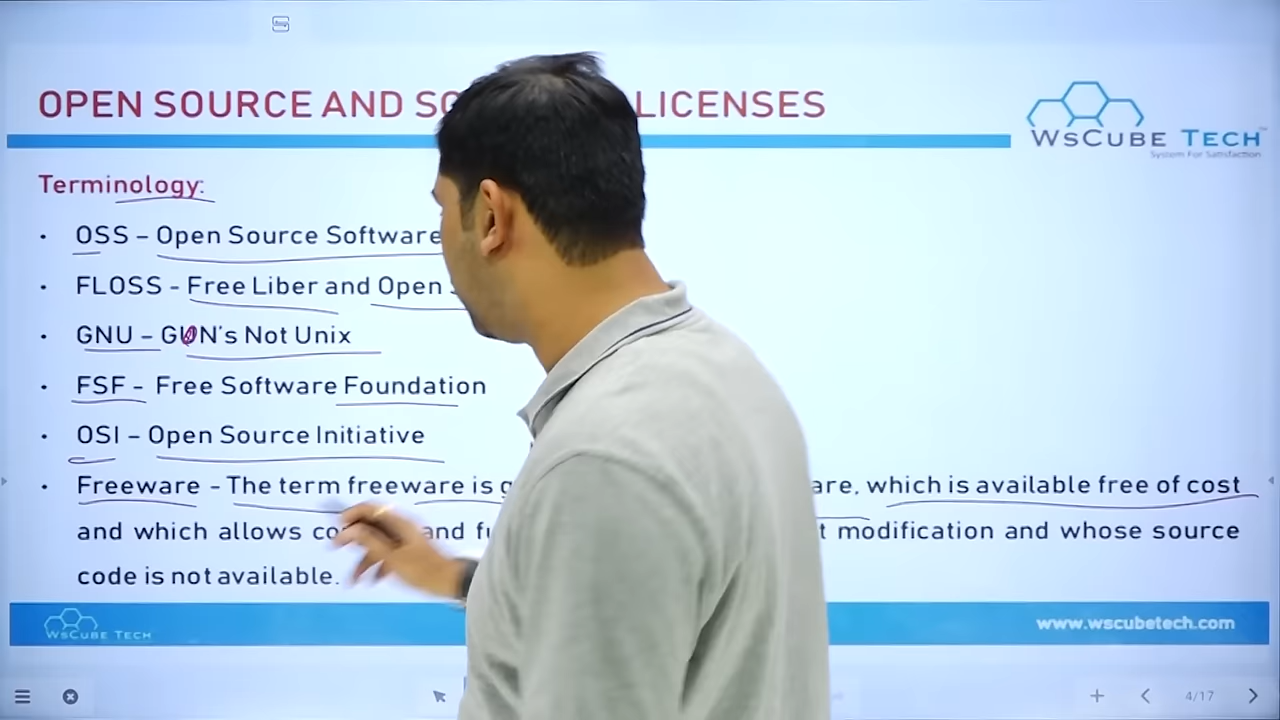 OPEN SOURCE AND LICENSES
WsCube Tech
System For Satisfaction
Terminology:
• OSS – Open Source Software
• FLOSS - Free Liber and Open
• GNU – GUN's Not Unix
• FSF - Free Software Foundation
• OSI – Open Source Initiative
• Freeware - The term freeware is which is available free of cost
and which allows and modification and whose source
code is not available.
WsCube Tech
www.wscubetech.com
4/17